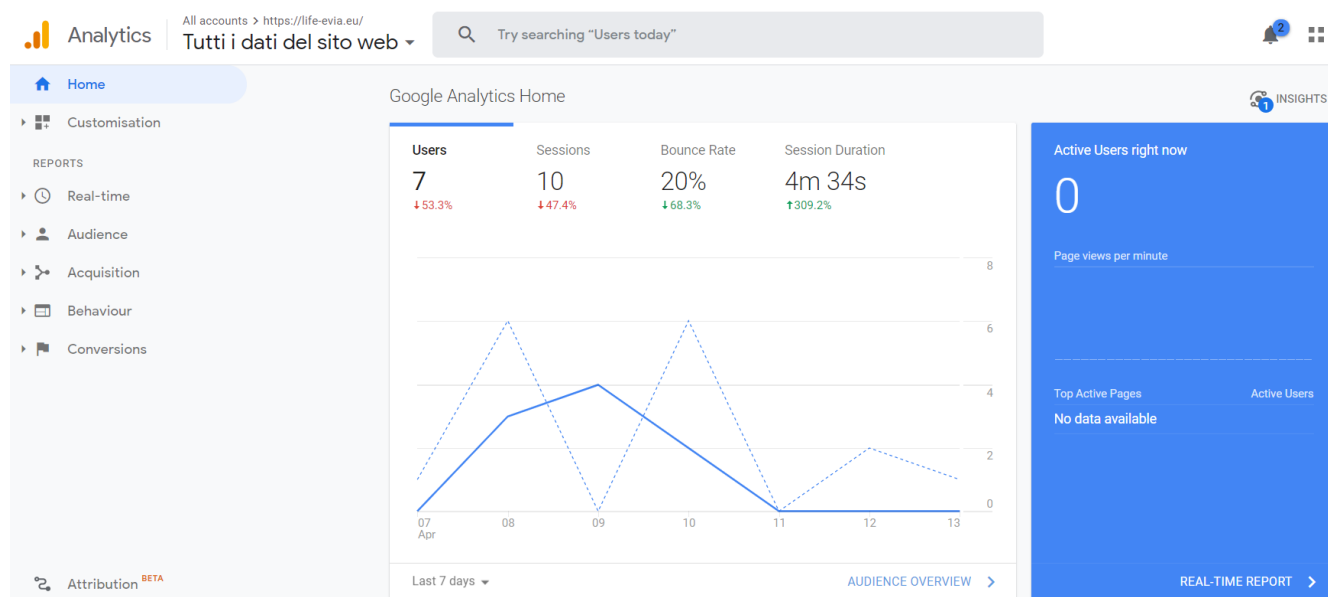 Analytics
All accounts > https://life-evia.eu/
Tutti i dati del sito web
Try searching “Users today”
2
Home
Customisation
REPORTS
Real-time
Audience
Acquisition
Behaviour
Conversions
Attribution BETA
Google Analytics Home
1 INSIGHTS
Users Sessions Bounce Rate Session Duration
7 10 20% 4m 34s
↓53.3% ↓47.4% ↓68.3% ↑309.2%
8
6
4
2
0
07 08 09 10 11 12 13
Apr
Last 7 days
AUDIENCE OVERVIEW
Active Users right now
0
Page views per minute
Top Active Pages Active Users
No data available
REAL-TIME REPORT